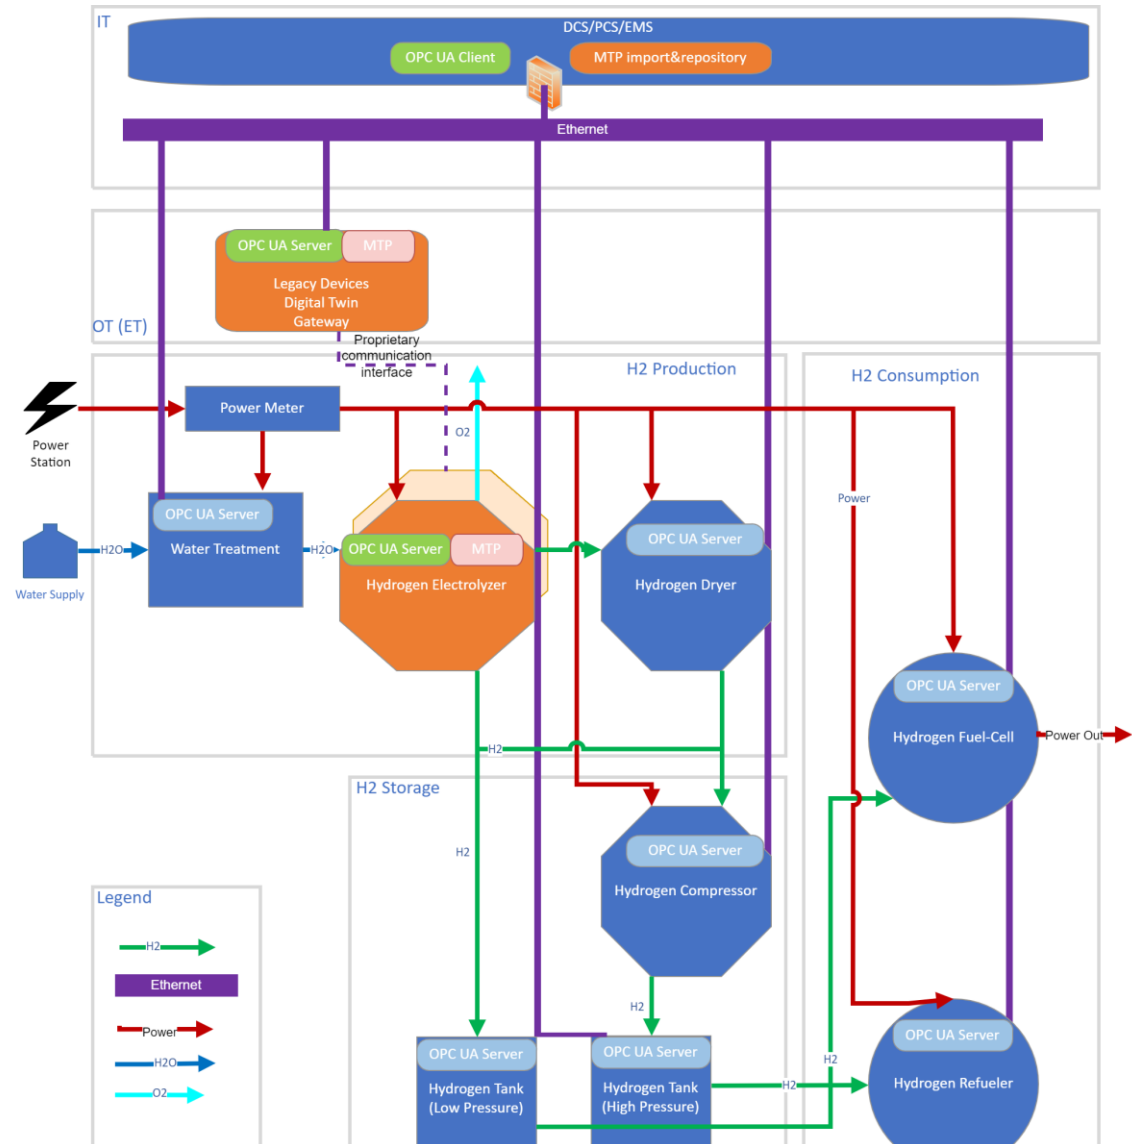 IT
DCS/PCS/EMS
OPC UA Client
MTP import&repository
Ethernet
OPC UA Server
MTP
Legacy Devices
Digital Twin
Gateway
OT (ET)
Proprietary
communication
interface
H2 Production
H2 Consumption
Power Meter
Power
Station
O2
Power
OPC UA Server
Water Treatment
H2O
H2O
Water Supply
OPC UA Server
MTP
Hydrogen Electrolyzer
OPC UA Server
Hydrogen Dryer
OPC UA Server
Hydrogen Fuel-Cell
Power Out
H2
H2 Storage
H2
OPC UA Server
Hydrogen Compressor
H2
OPC UA Server
Hydrogen Tank
(Low Pressure)
OPC UA Server
Hydrogen Tank
(High Pressure)
H2
H2
OPC UA Server
Hydrogen Refueler
Legend
H2
Ethernet
Power
H2O
O2